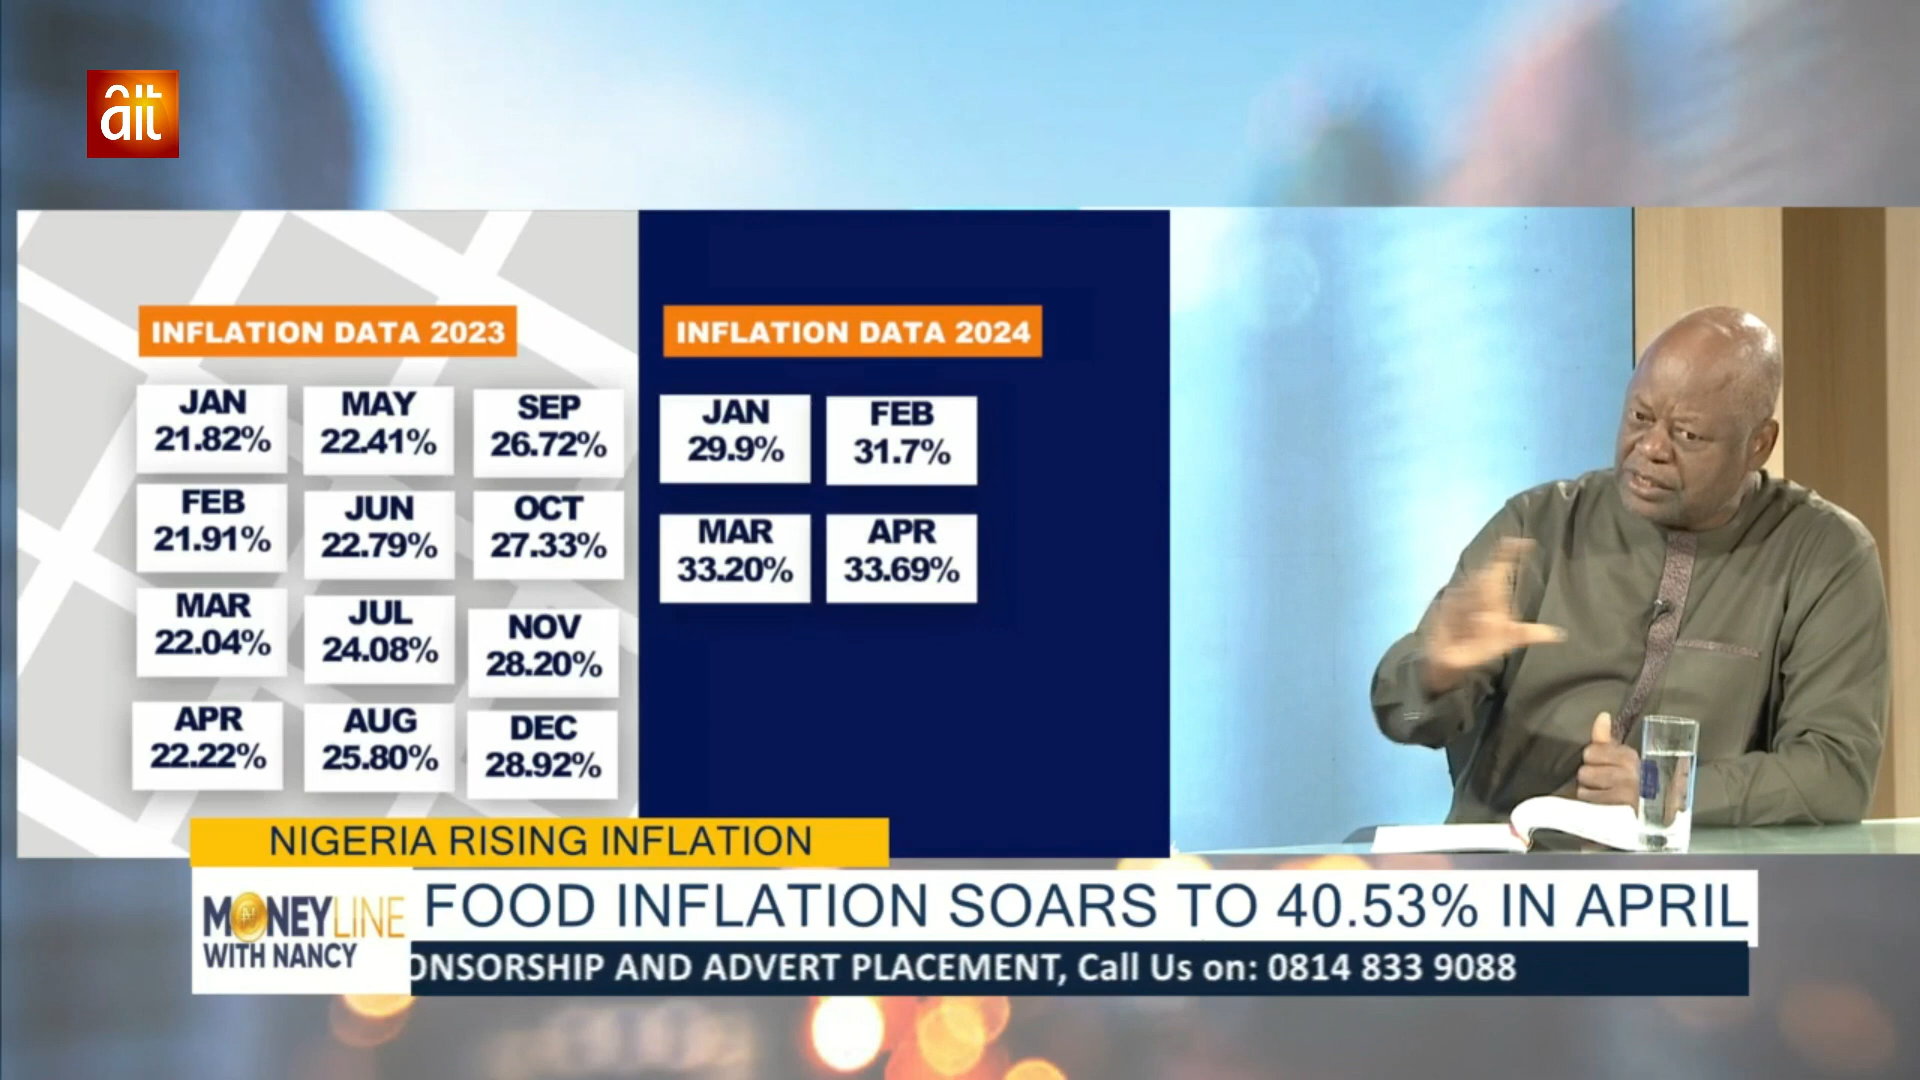 ait
INFLATION DATA 2023
JAN
21.82%
FEB
21.91%
MAR
22.04%
APR
22.22%
MAY
22.41%
JUN
22.79%
JUL
24.08%
AUG
25.80%
SEP
26.72%
OCT
27.33%
NOV
28.20%
DEC
28.92%
INFLATION DATA 2024
JAN
29.9%
FEB
31.7%
MAR
33.20%
APR
33.69%
NIGERIA RISING INFLATION
MONEYLINE
WITH NANCY
FOOD INFLATION SOARS TO 40.53% IN APRIL
ONSORSHIP AND ADVERT PLACEMENT, Call Us on: 0814 833 9088